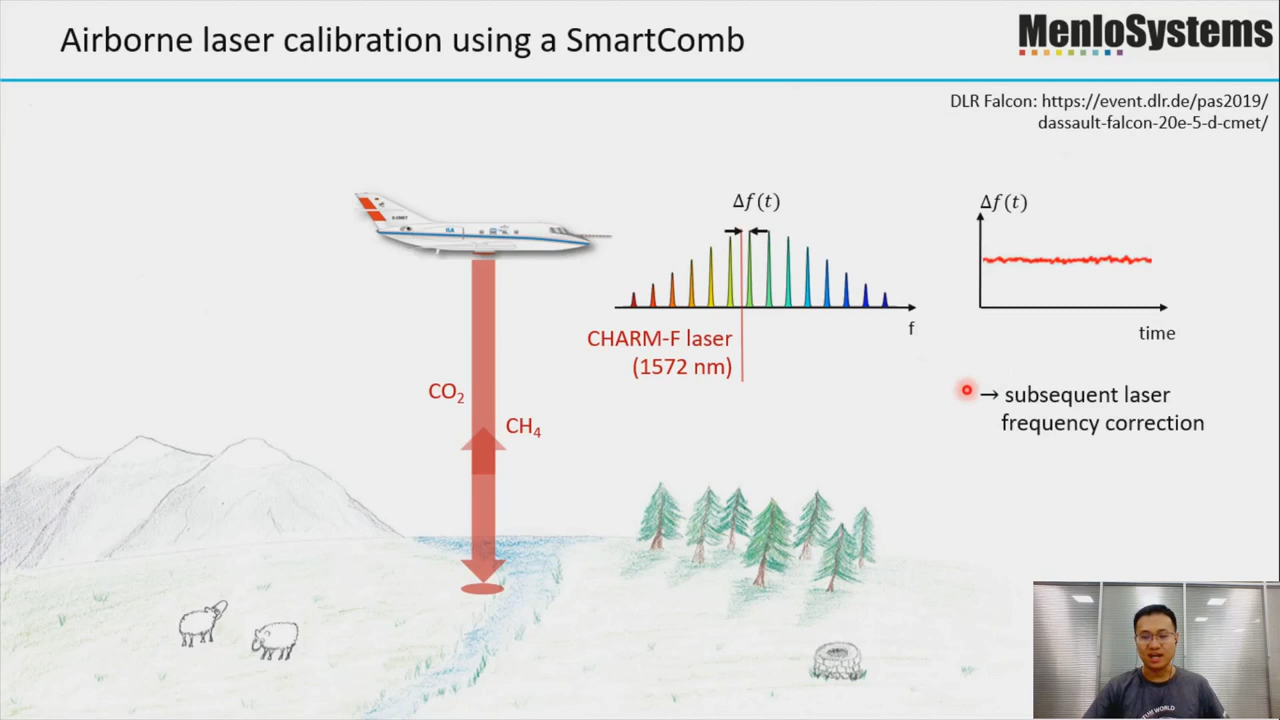 Airborne laser calibration using a SmartComb
MenloSystems
DLR Falcon: https://event.dlr.de/pas2019/
dassault-falcon-20e-5-d-cmet/
Δf(t)
Δf(t)
f
time
CHARM-F laser
(1572 nm)
CO₂
CH₄
→ subsequent laser
frequency correction